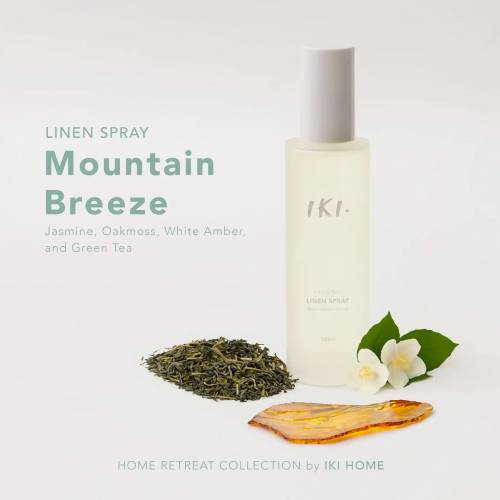 LINEN SPRAY
Mountain
Breeze
Jasmine, Oakmoss, White Amber,
and Green Tea
IKI.
LINEN SPRAY
HOME RETREAT COLLECTION by IKI HOME